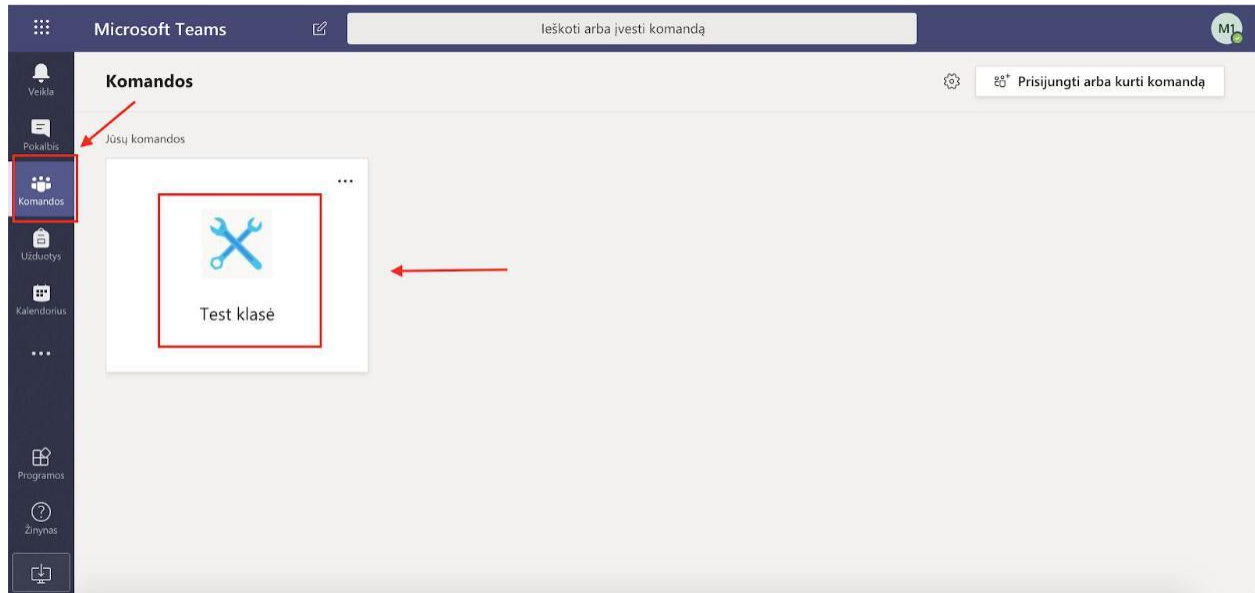 Microsoft Teams
Ieškoti arba įvesti komandą
M1
Veikla
Pokalbis
Komandos
Užduotys
Kalendorius
Programos
Žinynas
Komandos
Prisijungti arba kurti komandą
Jūsų komandos
Test klasė